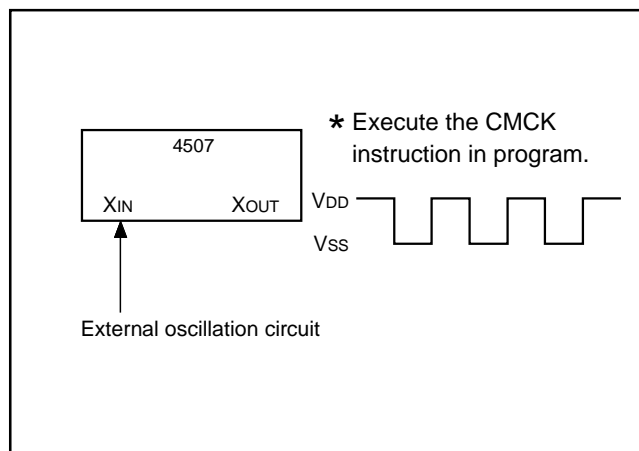 * Execute the CMCK
instruction in program.
4507
XIN XOUT
VDD
VSS
External oscillation circuit